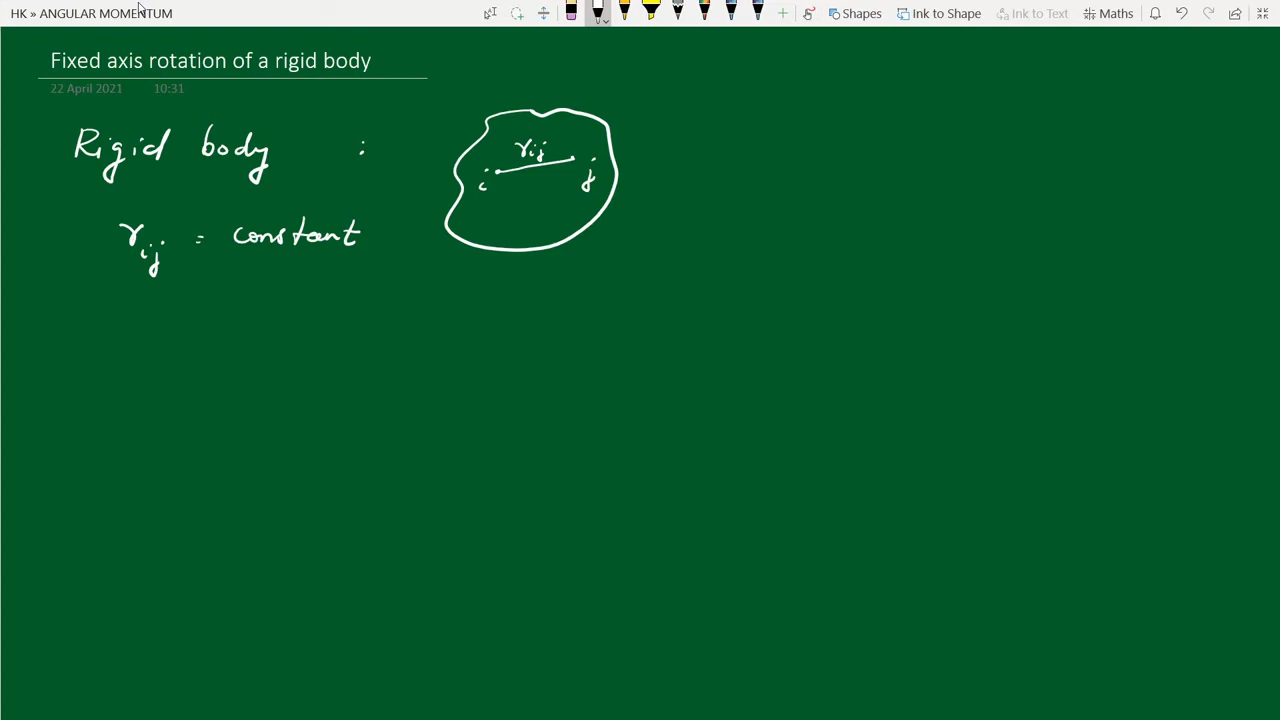 HK » ANGULAR MOMENTUM
Shapes Ink to Shape Ink to Text Maths
Fixed axis rotation of a rigid body
22 April 2021 10:31
Rigid body :
rij
i j
rij = constant